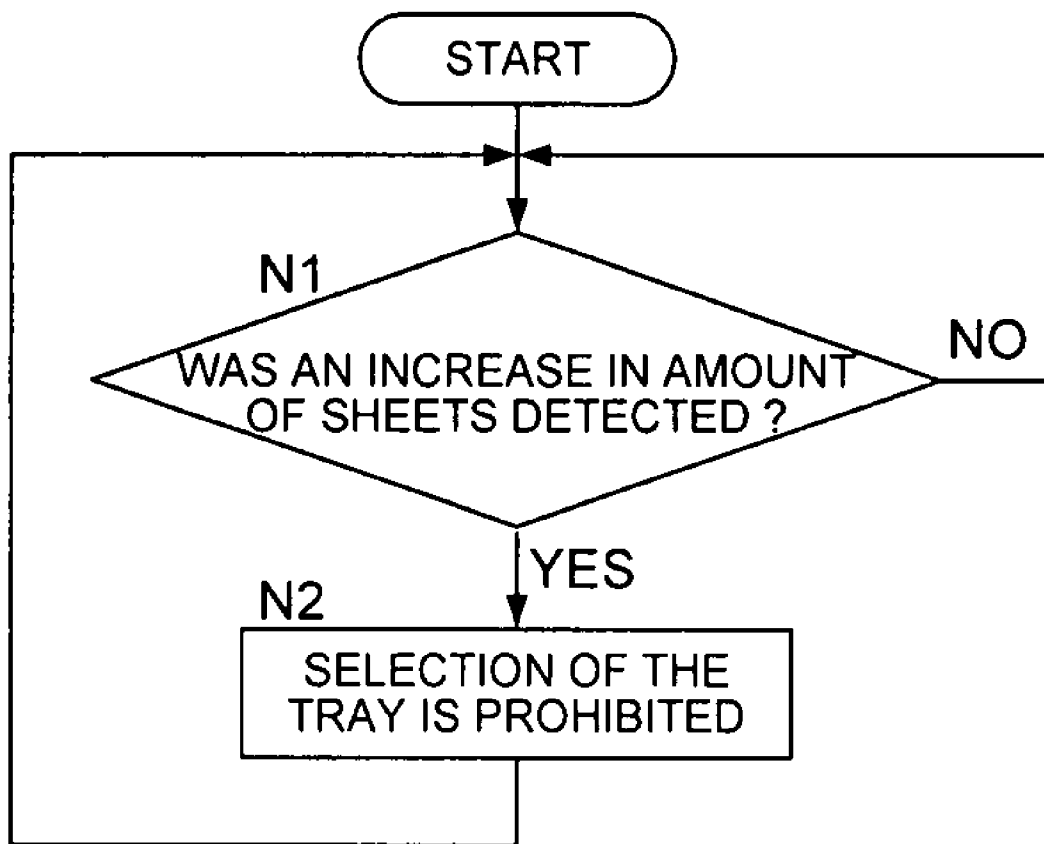 START
N1
WAS AN INCREASE IN AMOUNT
OF SHEETS DETECTED ?
NO
YES
N2
SELECTION OF THE
TRAY IS PROHIBITED